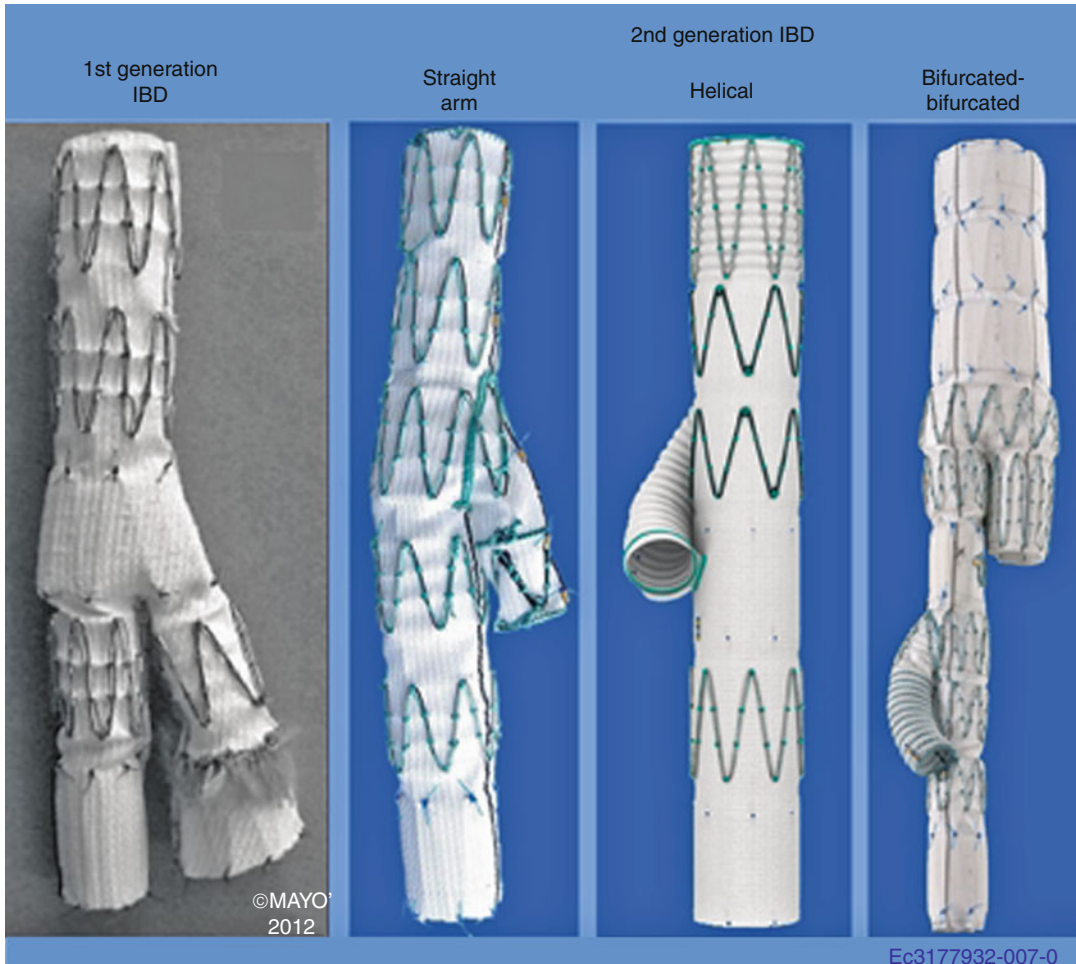 2nd generation IBD
1st generation
IBD
Straight
arm
Helical
Bifurcated-
bifurcated
©MAYO'
2012
Ec3177932-007-0